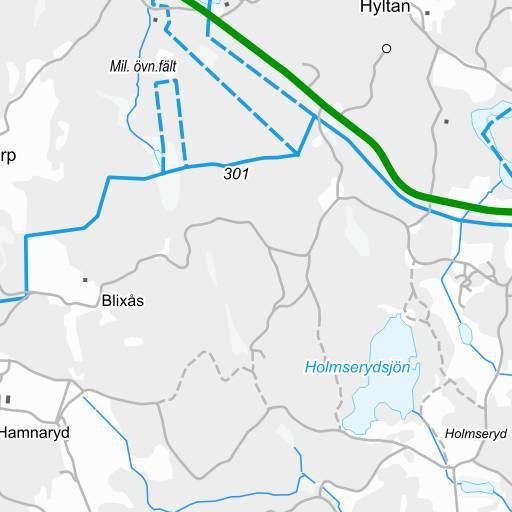 Hyltan
Mil. övn.fält
rp
301
Blixås
Holmserydsjön
Hamnaryd
Holmseryd